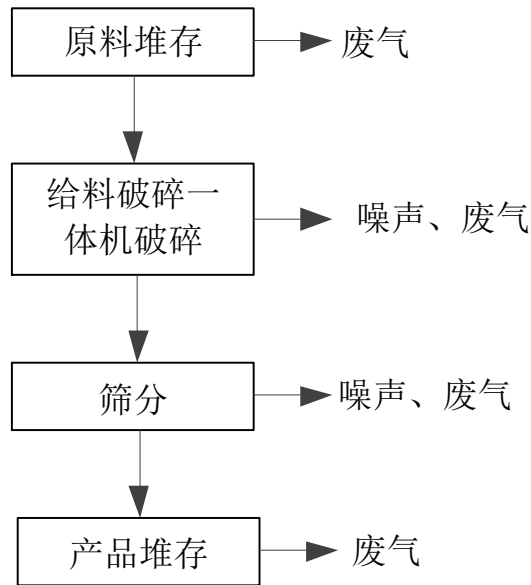 原料堆存
废气
给料破碎一
体机破碎
噪声、废气
筛分
噪声、废气
产品堆存
废气